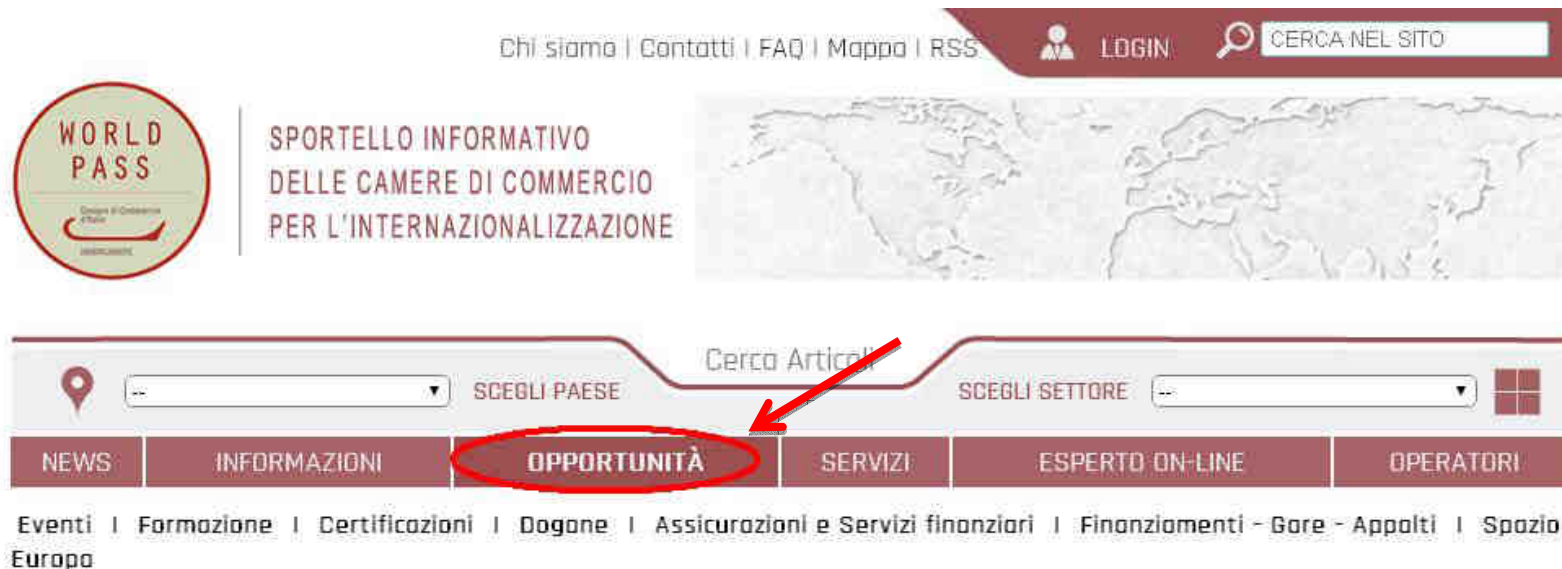 Chi siamo | Contatti | FAQ | Mappa | RSS
LOGIN
CERCA NEL SITO
WORLD
PASS
SPORTELLO INFORMATIVO
DELLE CAMERE DI COMMERCIO
PER L'INTERNAZIONALIZZAZIONE
Cerca Articoli
--
SCEGLI PAESE
SCEGLI SETTORE
--
NEWS
INFORMAZIONI
OPPORTUNITÀ
SERVIZI
ESPERTO ON-LINE
OPERATORI
Eventi | Formazione | Certificazioni | Dogane | Assicurazioni e Servizi finanziari | Finanziamenti - Gare - Appalti | Spazio
Europa